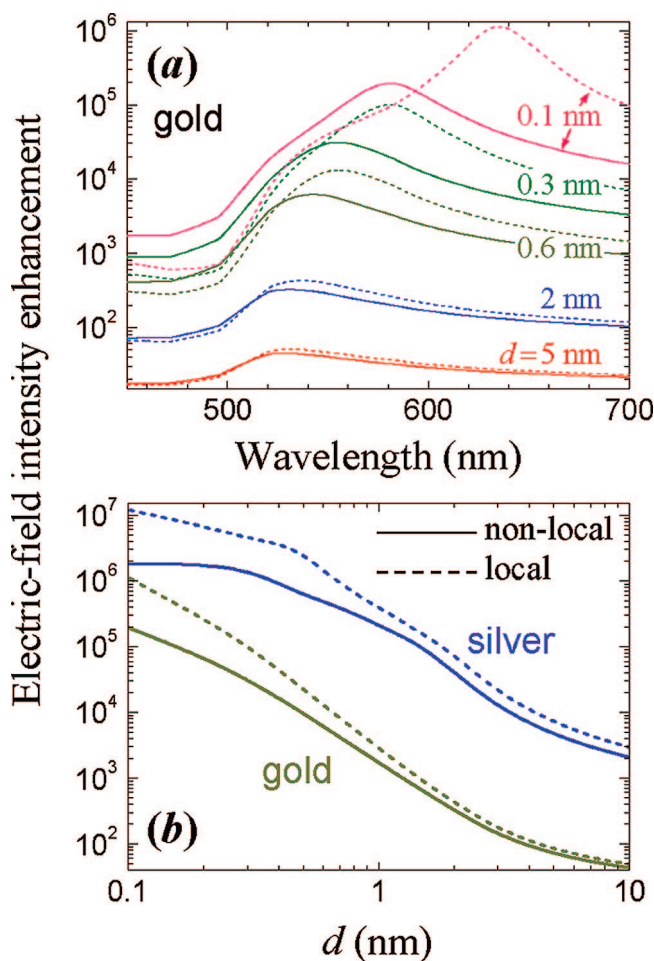 Electric-field intensity enhancement
10^6
10^5
10^4
10^3
10^2
(a)
gold
0.1 nm
0.3 nm
0.6 nm
2 nm
d=5 nm
500
600
700
Wavelength (nm)
10^7
10^6
10^5
10^4
10^3
10^2
non-local
local
silver
gold
(b)
0.1
1
10
d (nm)